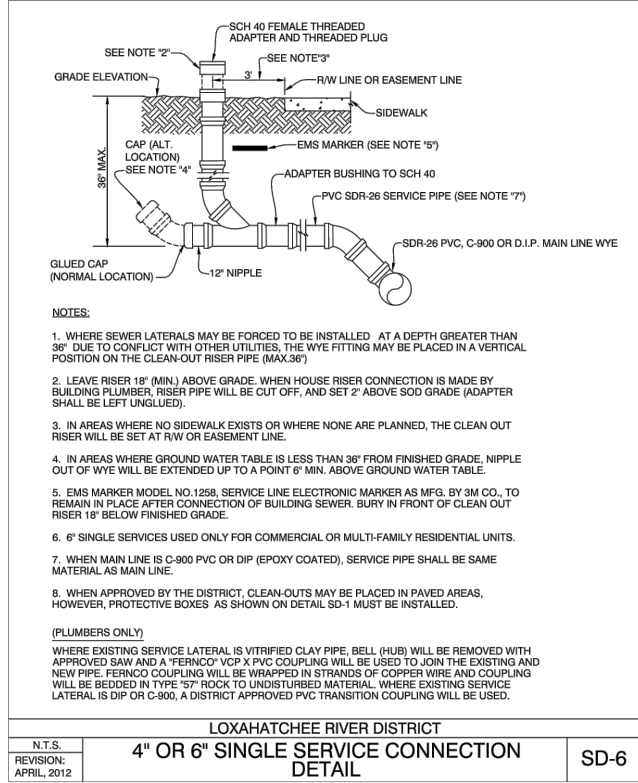 SCH 40 FEMALE THREADED
ADAPTER AND THREADED PLUG
SEE NOTE "2"
SEE NOTE"3"
GRADE ELEVATION
3'
R/W LINE OR EASEMENT LINE
SIDEWALK
CAP (ALT.
LOCATION)
SEE NOTE "4"
EMS MARKER (SEE NOTE "5")
36" MAX.
ADAPTER BUSHING TO SCH 40
PVC SDR-26 SERVICE PIPE (SEE NOTE "7")
SDR-26 PVC, C-900 OR D.I.P. MAIN LINE WYE
GLUED CAP
(NORMAL LOCATION)
12" NIPPLE
NOTES:
1. WHERE SEWER LATERALS MAY BE FORCED TO BE INSTALLED AT A DEPTH GREATER THAN
36" DUE TO CONFLICT WITH OTHER UTILITIES, THE WYE FITTING MAY BE PLACED IN A VERTICAL
POSITION ON THE CLEAN-OUT RISER PIPE (MAX.36")
2. LEAVE RISER 18" (MIN.) ABOVE GRADE. WHEN HOUSE RISER CONNECTION IS MADE BY
BUILDING PLUMBER, RISER PIPE WILL BE CUT OFF, AND SET 2" ABOVE SOD GRADE (ADAPTER
SHALL BE LEFT UNGLUED).
3. IN AREAS WHERE NO SIDEWALK EXISTS OR WHERE NONE ARE PLANNED, THE CLEAN OUT
RISER WILL BE SET AT R/W OR EASEMENT LINE.
4. IN AREAS WHERE GROUND WATER TABLE IS LESS THAN 36" FROM FINISHED GRADE, NIPPLE
OUT OF WYE WILL BE EXTENDED UP TO A POINT 6" MIN. ABOVE GROUND WATER TABLE.
5. EMS MARKER MODEL NO.1258, SERVICE LINE ELECTRONIC MARKER AS MFG. BY 3M CO., TO
REMAIN IN PLACE AFTER CONNECTION OF BUILDING SEWER. BURY IN FRONT OF CLEAN OUT
RISER 18" BELOW FINISHED GRADE.
6. 6" SINGLE SERVICES USED ONLY FOR COMMERCIAL OR MULTI-FAMILY RESIDENTIAL UNITS.
7. WHEN MAIN LINE IS C-900 PVC OR DIP (EPOXY COATED), SERVICE PIPE SHALL BE SAME
MATERIAL AS MAIN LINE.
8. WHEN APPROVED BY THE DISTRICT, CLEAN-OUTS MAY BE PLACED IN PAVED AREAS,
HOWEVER, PROTECTIVE BOXES AS SHOWN ON DETAIL SD-1 MUST BE INSTALLED.
(PLUMBERS ONLY)
WHERE EXISTING SERVICE LATERAL IS VITRIFIED CLAY PIPE, BELL (HUB) WILL BE REMOVED WITH
APPROVED SAW AND A "FERNCO" VCP X PVC COUPLING WILL BE USED TO JOIN THE EXISTING AND
NEW PIPE. FERNCO COUPLING WILL BE WRAPPED IN STRANDS OF COPPER WIRE AND COUPLING
WILL BE BEDDED IN TYPE "57" ROCK TO UNDISTURBED MATERIAL. WHERE EXISTING SERVICE
LATERAL IS DIP OR C-900, A DISTRICT APPROVED PVC TRANSITION COUPLING WILL BE USED.
LOXAHATCHEE RIVER DISTRICT
N.T.S.
REVISION:
APRIL, 2012
4" OR 6" SINGLE SERVICE CONNECTION
DETAIL
SD-6